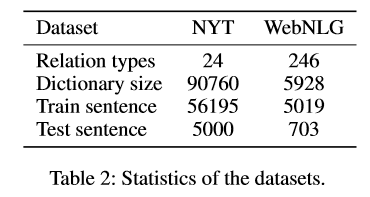 Dataset NYT WebNLG
Relation types 24 246
Dictionary size 90760 5928
Train sentence 56195 5019
Test sentence 5000 703
Table 2: Statistics of the datasets.